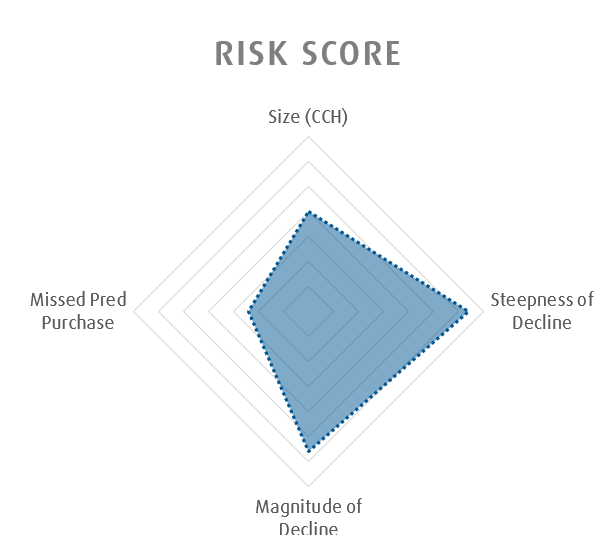 RISK SCORE
Size (CCH)
Missed Pred
Purchase
Steepness of
Decline
Magnitude of
Decline